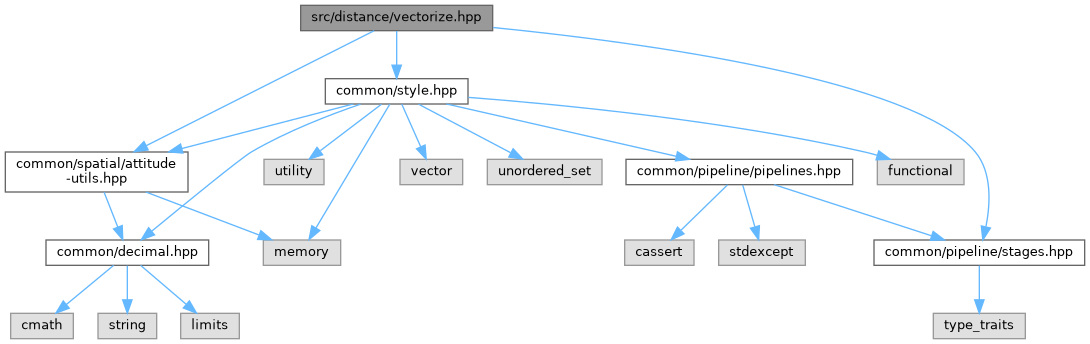 src/distance/vectorize.hpp
common/style.hpp
common/spatial/attitude
-utils.hpp
utility
vector
unordered_set
common/pipeline/pipelines.hpp
functional
common/decimal.hpp
memory
cassert
stdexcept
common/pipeline/stages.hpp
cmath
string
limits
type_traits